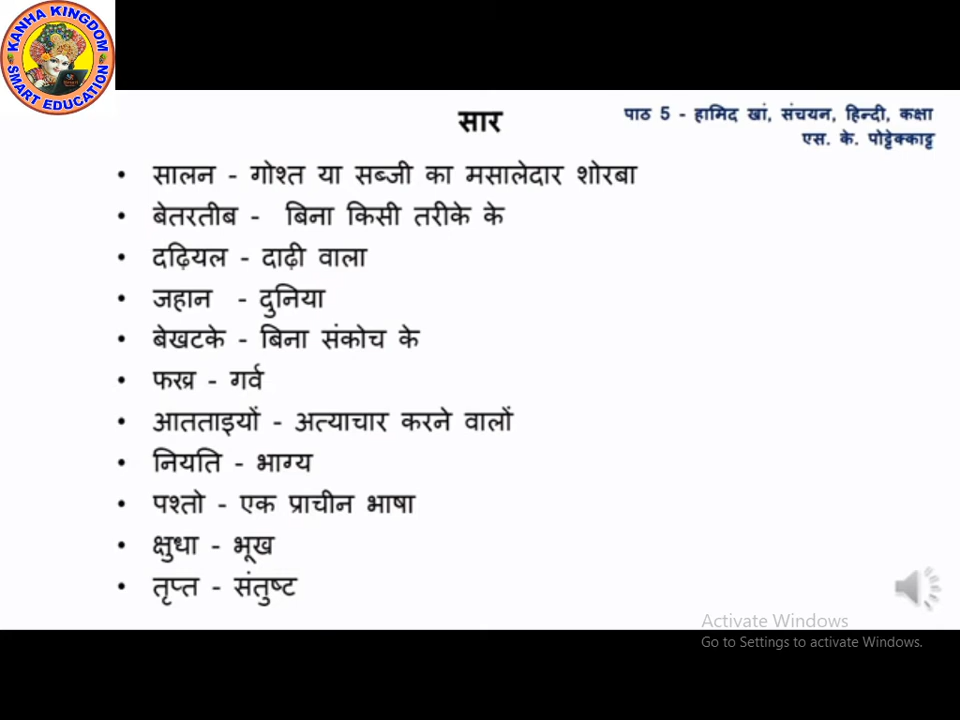 KANHA KINGDOM
SMART EDUCATION
सार
पाठ 5 - हामिद खां, संचयन, हिन्दी, कक्षा
एस. के. पोट्टेक्काट्ट
• सालन - गोश्त या सब्जी का मसालेदार शोरबा
• बेतरतीब - बिना किसी तरीके के
• दढ़ियल - दाढ़ी वाला
• जहान - दुनिया
• बेखटके - बिना संकोच के
• फख्र - गर्व
• आतताइयों - अत्याचार करने वालों
• नियति - भाग्य
• पश्तो - एक प्राचीन भाषा
• क्षुधा - भूख
• तृप्त - संतुष्ट
Activate Windows
Go to Settings to activate Windows.